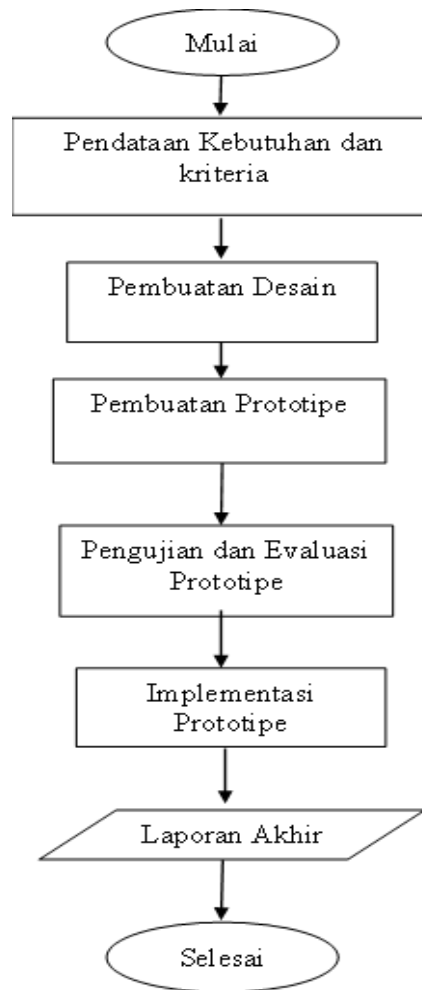 Mulai
Pendataan Kebutuhan dan
kriteria
Pembuatan Desain
Pembuatan Prototipe
Pengujian dan Evaluasi
Prototipe
Implementasi
Prototipe
Laporan Akhir
Selesai